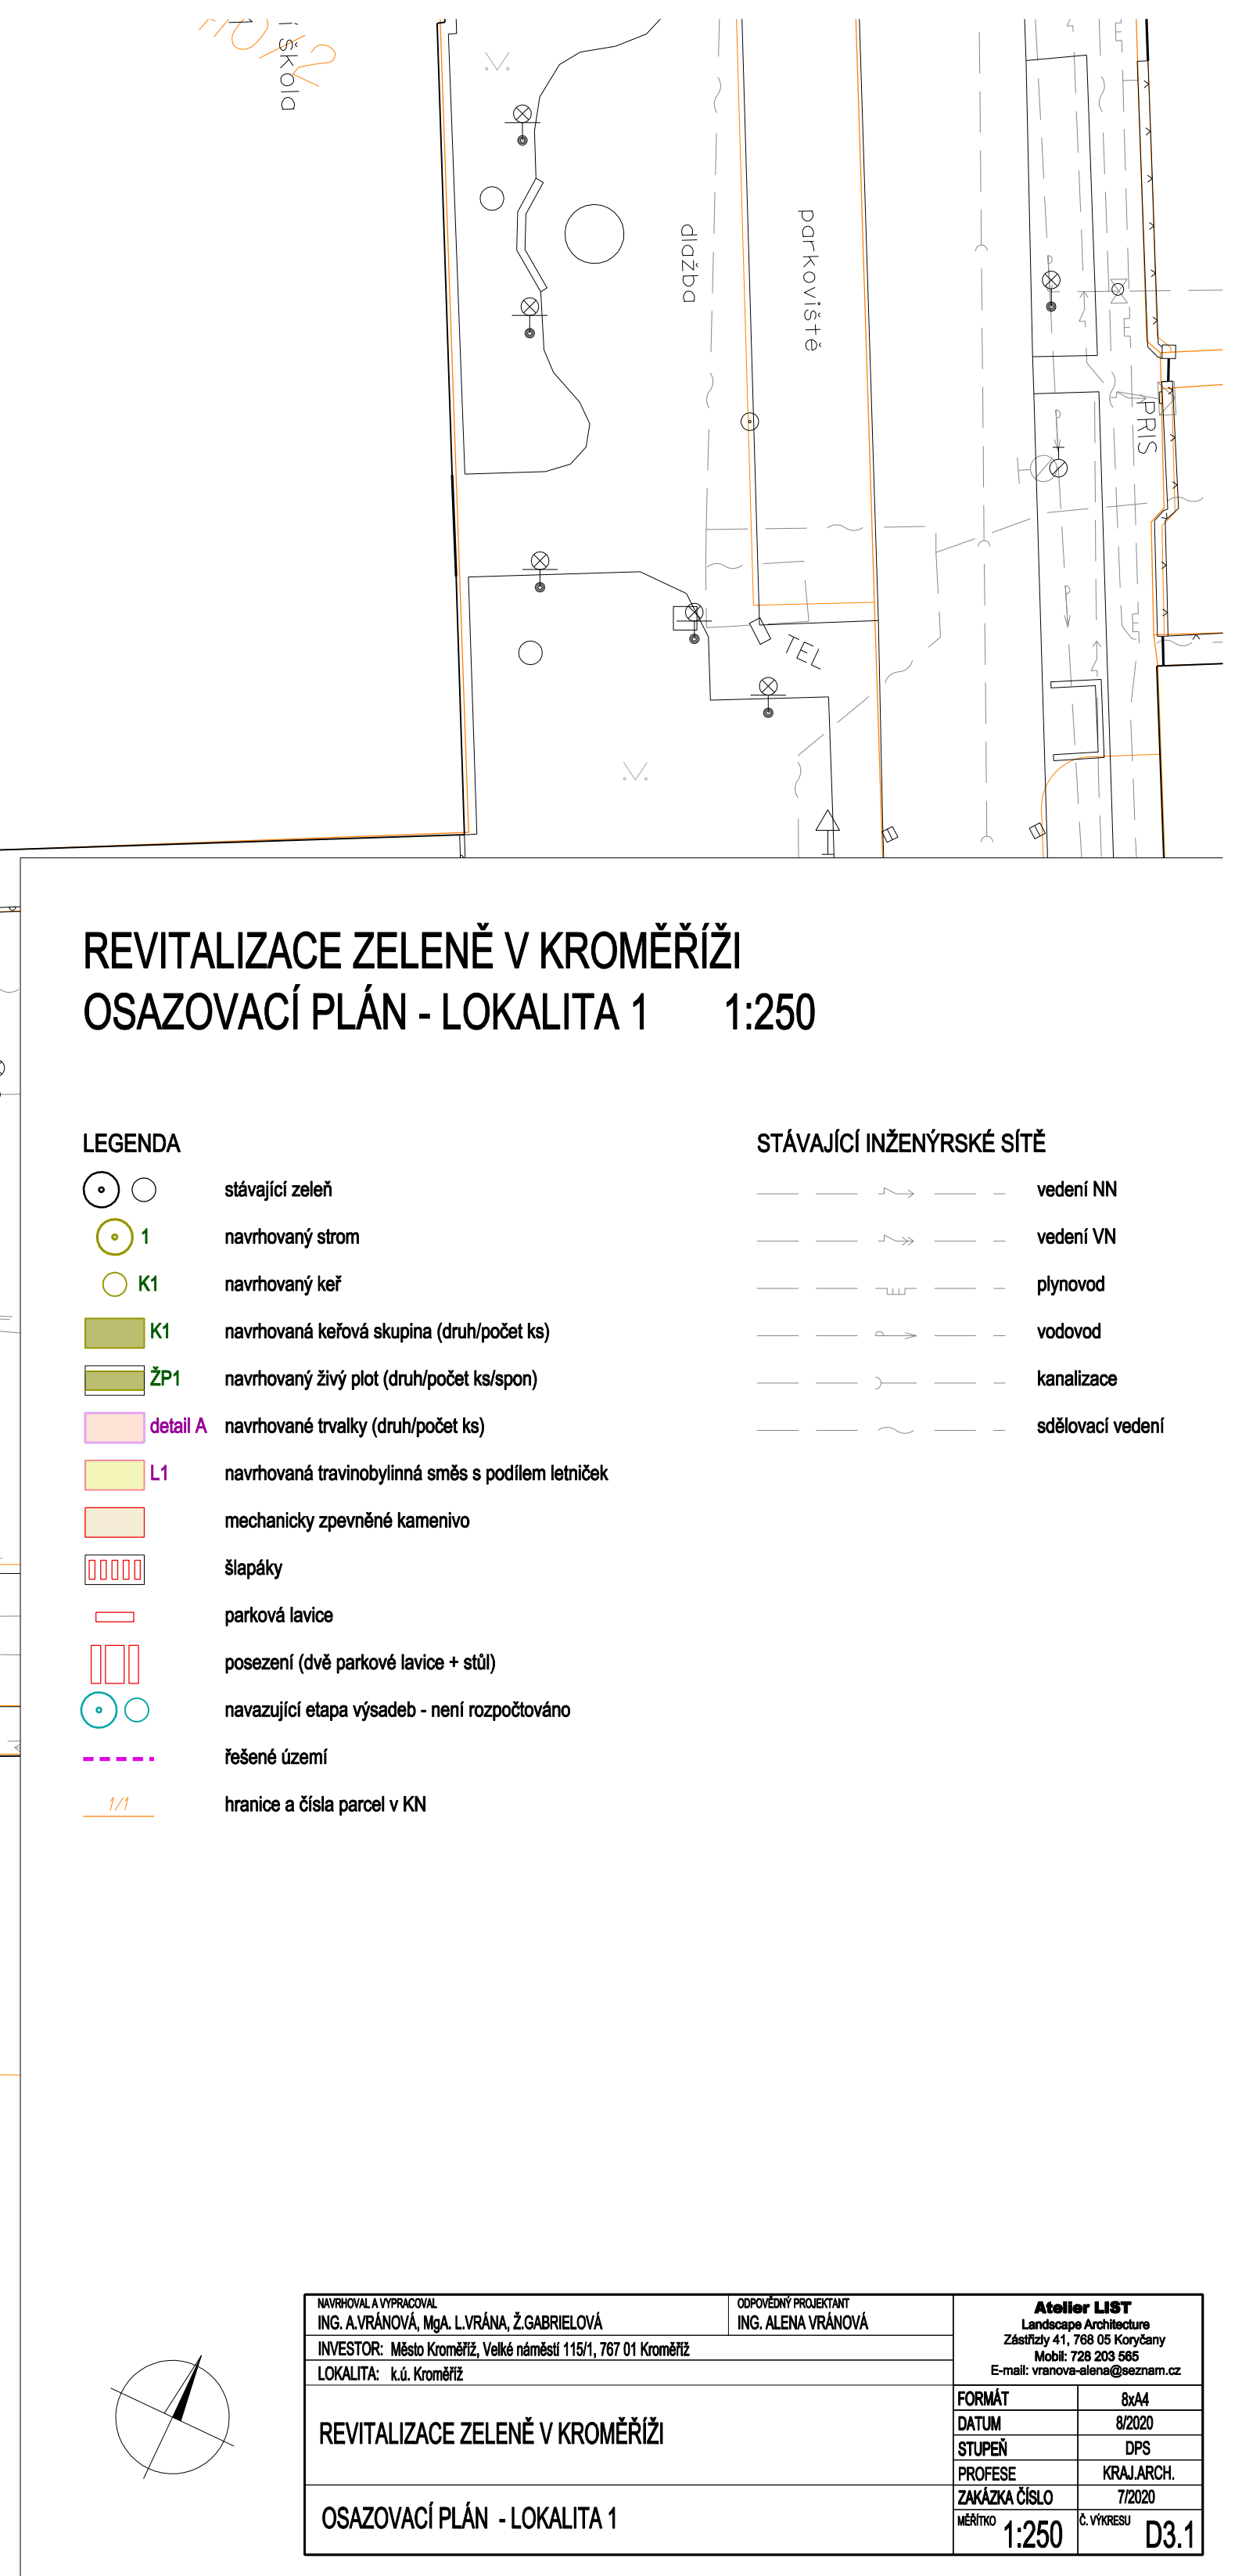 í škola
dlažba
parkoviště
PRIS
TEL
REVITALIZACE ZELENĚ V KROMĚŘÍŽI
OSAZOVACÍ PLÁN - LOKALITA 1 1:250
LEGENDA
stávající zeleň
1 navrhovaný strom
K1 navrhovaný keř
K1 navrhovaná keřová skupina (druh/počet ks)
ŽP1 navrhovaný živý plot (druh/počet ks/spon)
detail A navrhované trvalky (druh/počet ks)
L1 navrhovaná travinobylinná směs s podílem letniček
mechanicky zpevněné kamenivo
šlapáky
parková lavice
posezení (dvě parkové lavice + stůl)
navazující etapa výsadeb - není rozpočtováno
řešené území
1/1 hranice a čísla parcel v KN
STÁVAJÍCÍ INŽENÝRSKÉ SÍTĚ
vedení NN
vedení VN
plynovod
vodovod
kanalizace
sdělovací vedení
NAVRHOVAL A VYPRACOVAL
ING. A.VRÁNOVÁ, MgA. L.VRÁNA, Ž.GABRIELOVÁ
ODPOVĚDNÝ PROJEKTANT
ING. ALENA VRÁNOVÁ
INVESTOR: Město Kroměříž, Velké náměstí 115/1, 767 01 Kroměříž
LOKALITA: k.ú. Kroměříž
REVITALIZACE ZELENĚ V KROMĚŘÍŽI
OSAZOVACÍ PLÁN - LOKALITA 1
Atelier LIST
Landscape Architecture
Zástřizly 41, 768 05 Koryčany
Mobil: 728 203 565
E-mail: vranova-alena@seznam.cz
FORMÁT 8xA4
DATUM 8/2020
STUPEŇ DPS
PROFESE KRAJ.ARCH.
ZAKÁZKA ČÍSLO 7/2020
MĚŘÍTKO 1:250
Č. VÝKRESU D3.1